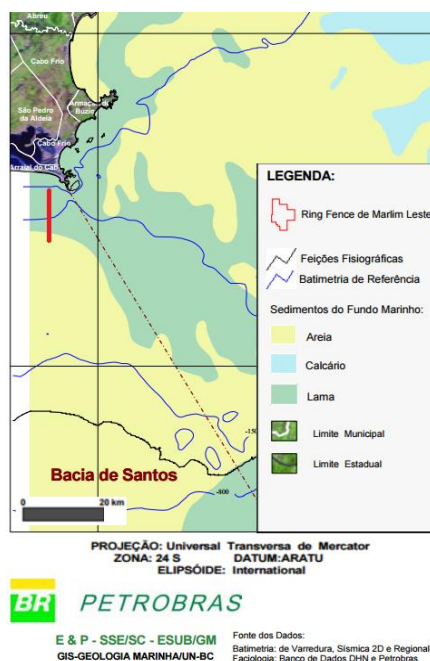 Abreu
Cabo Frio
São Pedro
da Aldeia
Armação de
Búzio
Cabo Frio
Arraial do Cab
LEGENDA:
Ring Fence de Marlim Leste
Feições Fisiográficas
Batimetria de Referência
Sedimentos do Fundo Marinho:
Areia
Calcário
Lama
Limite Municipal
Limite Estadual
-150
Bacia de Santos
-800
0 20 km
PROJEÇÃO: Universal Transversa de Mercator
ZONA: 24 S DATUM:ARATU
ELIPSÓIDE: International
BR PETROBRAS
E & P - SSE/SC - ESUB/GM
GIS-GEOLOGIA MARINHA/UN-BC
Fonte dos Dados:
Batimetria: de Varredura, Sísmica 2D e Regional
Faciologia: Banco de Dados DHN e Petrobras